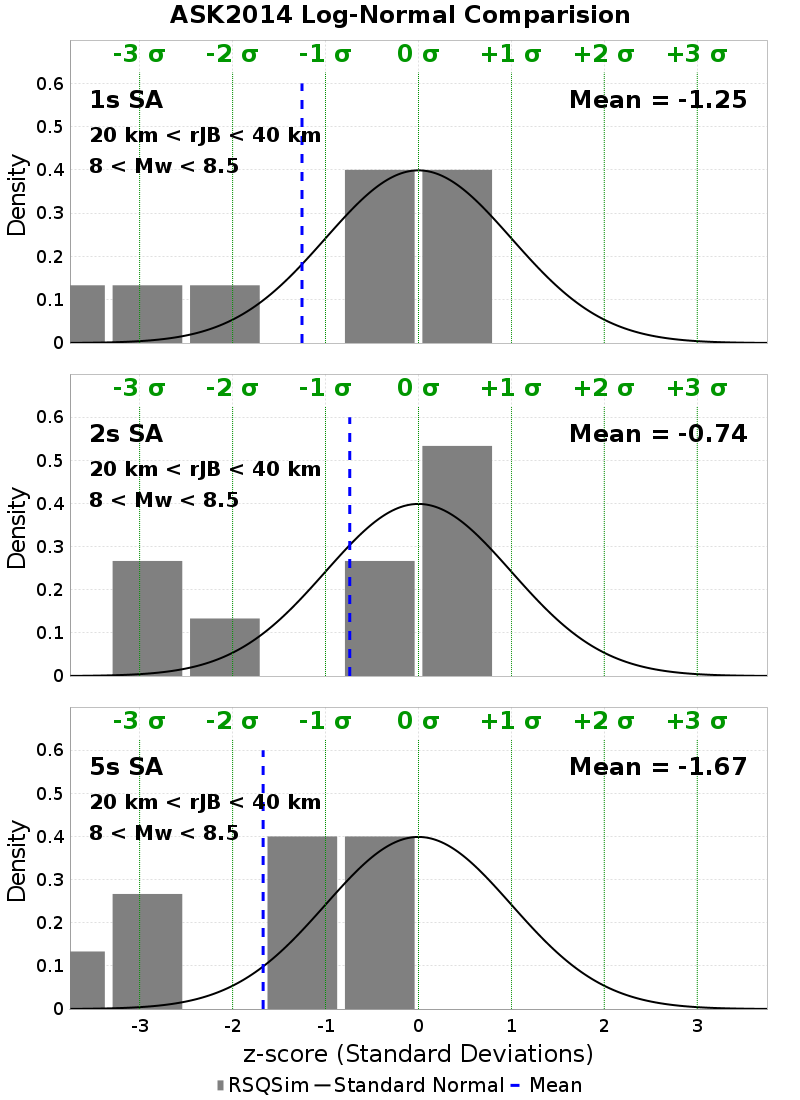 ASK2014 Log-Normal Comparision
-3 σ -2 σ -1 σ 0 σ +1 σ +2 σ +3 σ
1s SA
Mean = -1.25
20 km < rJB < 40 km
8 < Mw < 8.5
0.6
0.5
0.4
0.3
0.2
0.1
0
Density
-3 σ -2 σ -1 σ 0 σ +1 σ +2 σ +3 σ
2s SA
Mean = -0.74
20 km < rJB < 40 km
8 < Mw < 8.5
0.6
0.5
0.4
0.3
0.2
0.1
0
Density
-3 σ -2 σ -1 σ 0 σ +1 σ +2 σ +3 σ
5s SA
Mean = -1.67
20 km < rJB < 40 km
8 < Mw < 8.5
0.6
0.5
0.4
0.3
0.2
0.1
0
Density
-3 -2 -1 0 1 2 3
z-score (Standard Deviations)
RSQSim Standard Normal Mean